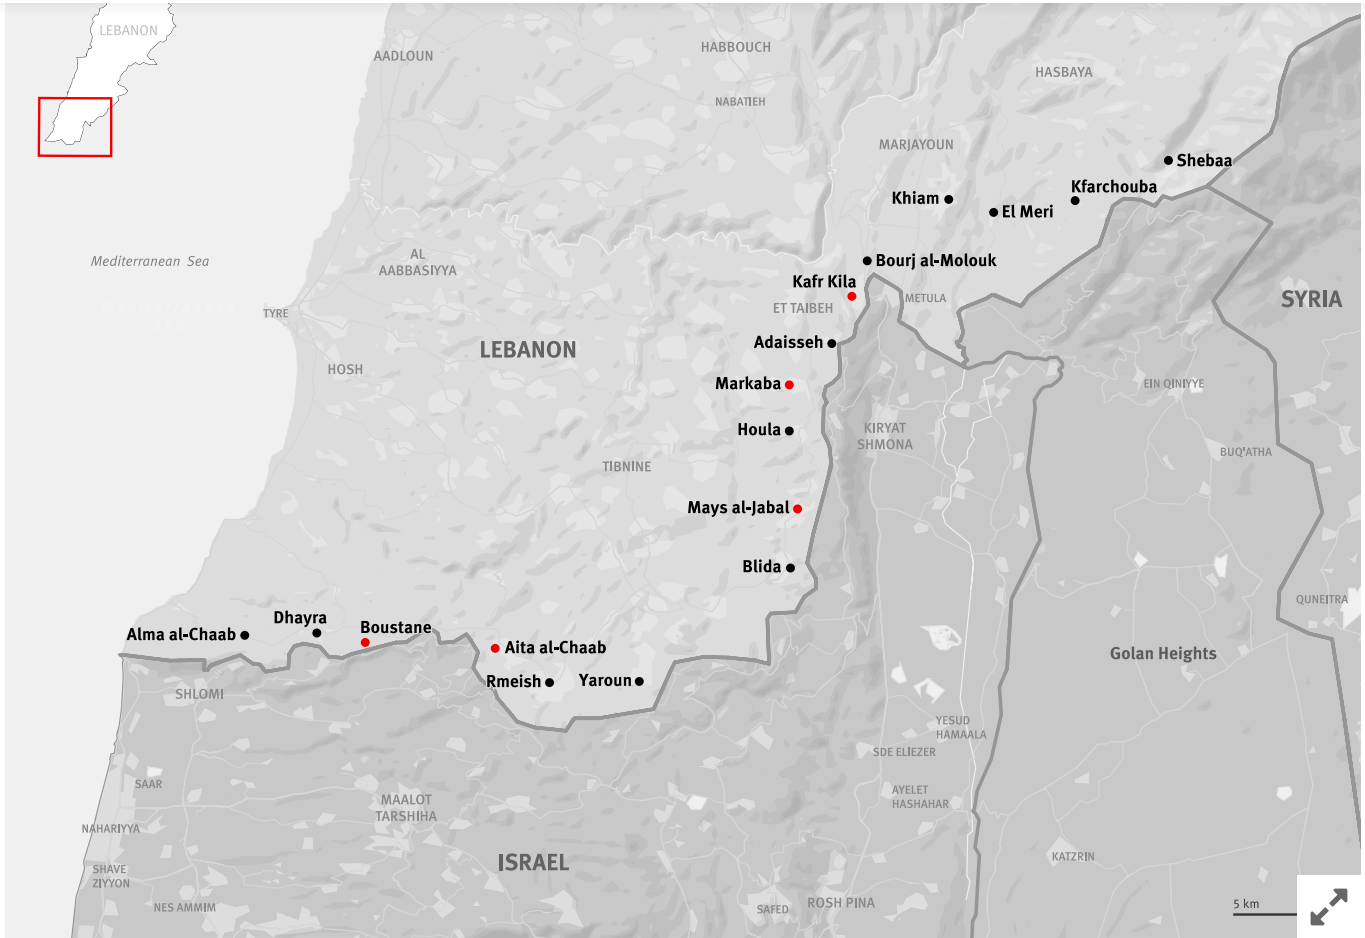 LEBANON
AADLOUN
HABBOUCH
HASBAYA
NABATIEH
MARJAYOUN
Shebaa
Kfarchouba
Khiam
El Meri
Mediterranean Sea
AL
AABBASIYYA
Bourj al-Molouk
Kafr Kila
METULA
SYRIA
ET TAIBEH
TYRE
Adaisseh
LEBANON
HOSH
Markaba
EIN QINIYYE
Houla
KIRYAT
SHMONA
BUQ'ATHA
TIBNINE
Mays al-Jabal
Blida
QUNEITRA
Dhayra
Boustane
Alma al-Chaab
Aita al-Chaab
Golan Heights
Rmeish
Yaroun
SHLOMI
YESUD
HAMAALA
SDE ELIEZER
SAAR
AYELET
HASHAHAR
MAALOT
TARSHIHA
NAHARIYYA
KATZRIN
ISRAEL
SHAVE
ZIYYON
NES AMMIM
SAFED
ROSH PINA
5 km